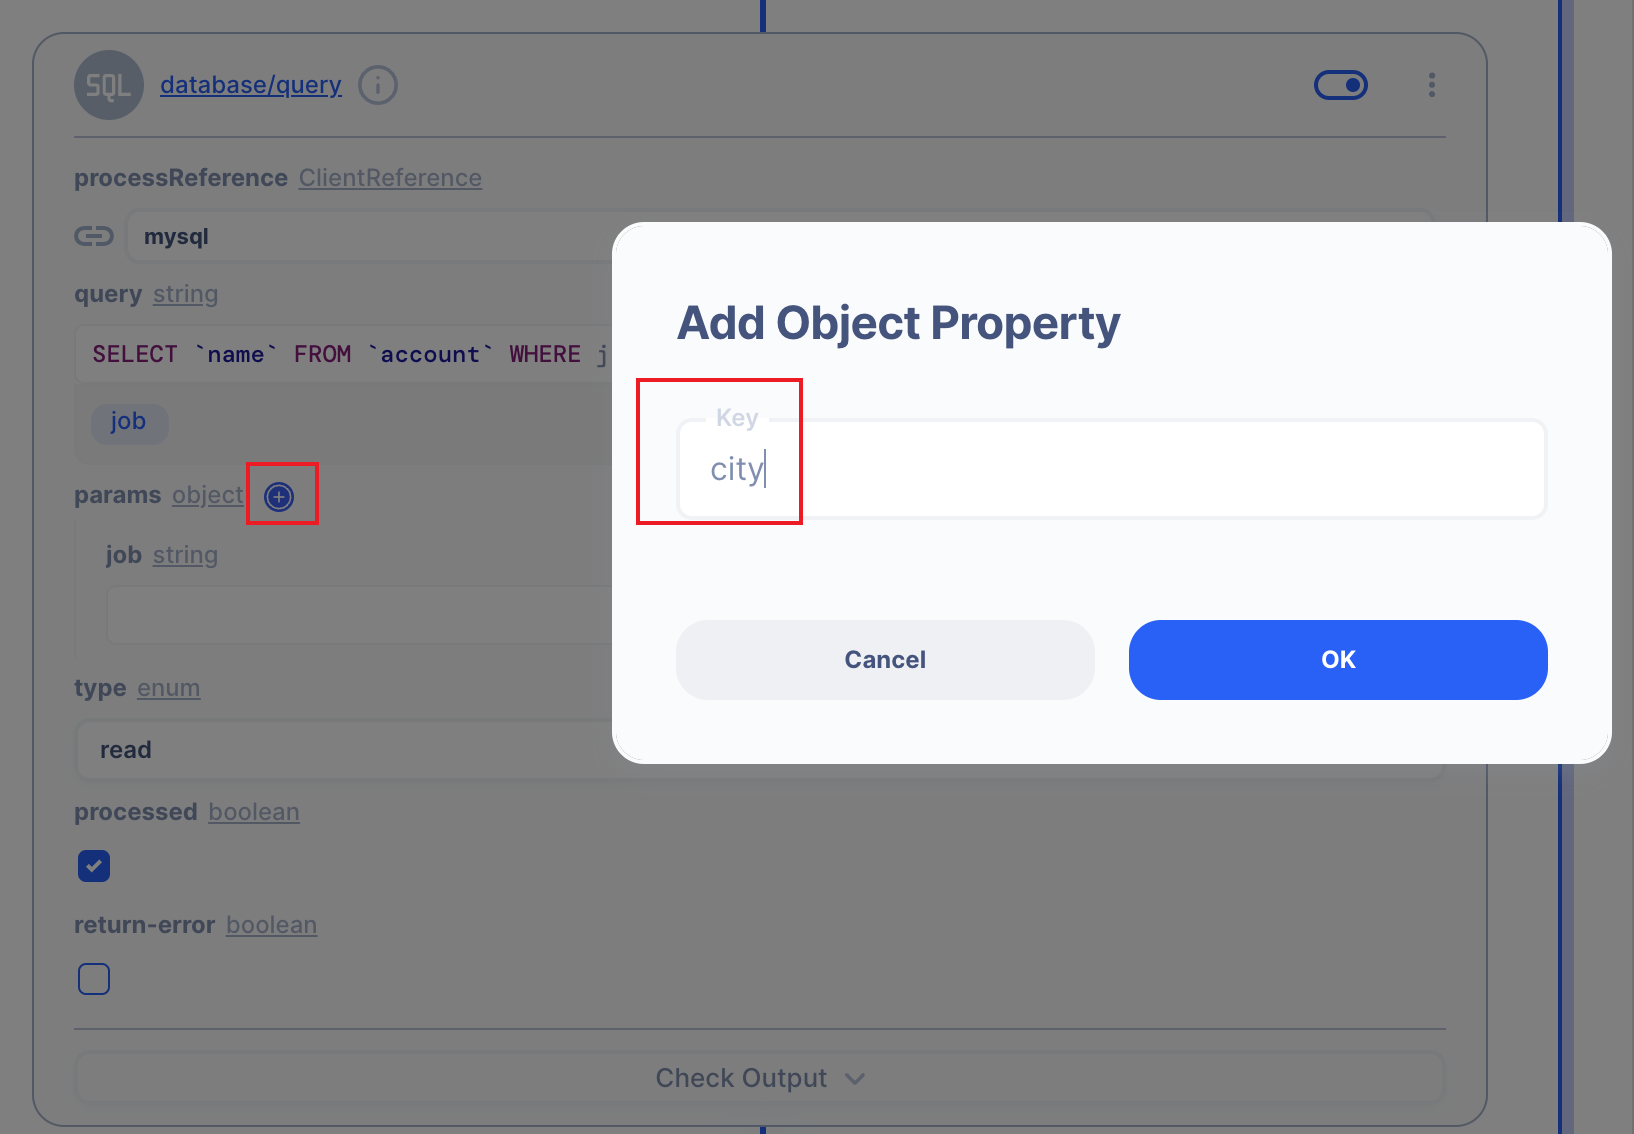 SQL database/query
processReference ClientReference
mysql
query string
SELECT `name` FROM `account` WHERE j
job
params object
job string
type enum
read
processed boolean
return-error boolean
Check Output
Add Object Property
Key
city
Cancel OK